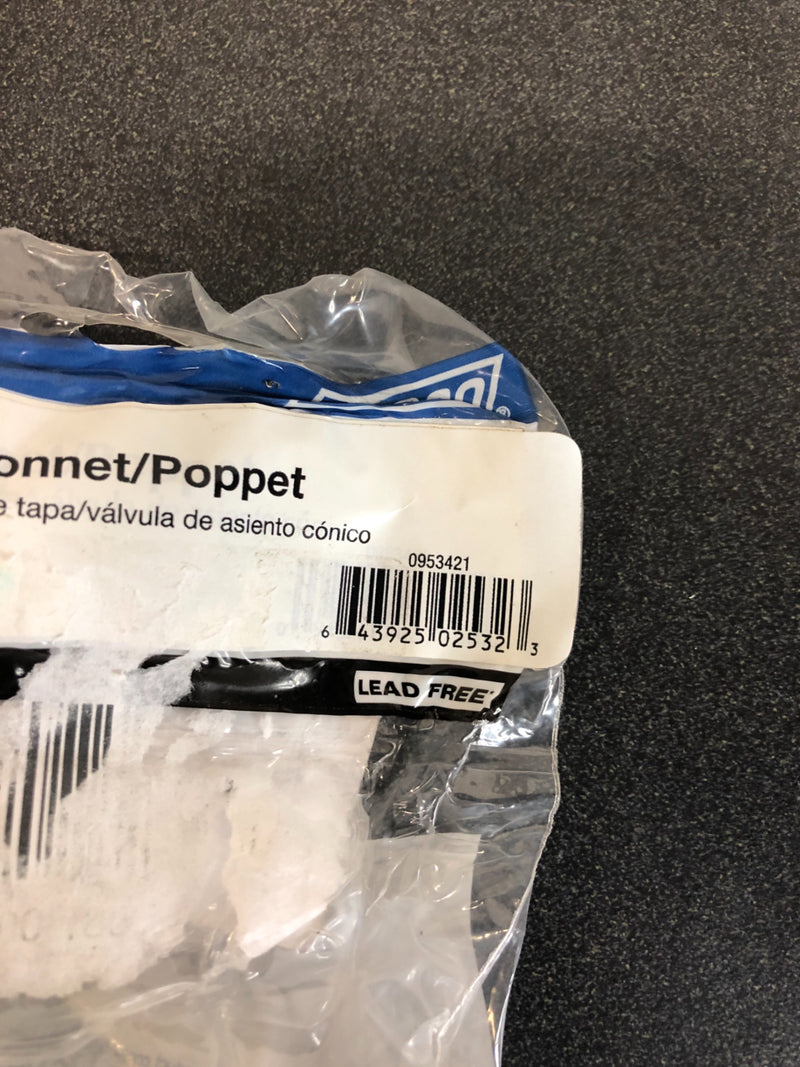 onnet/Poppet
e tapa/válvula de asiento cónico
0953421
6 43925 02532 3
LEAD FREE